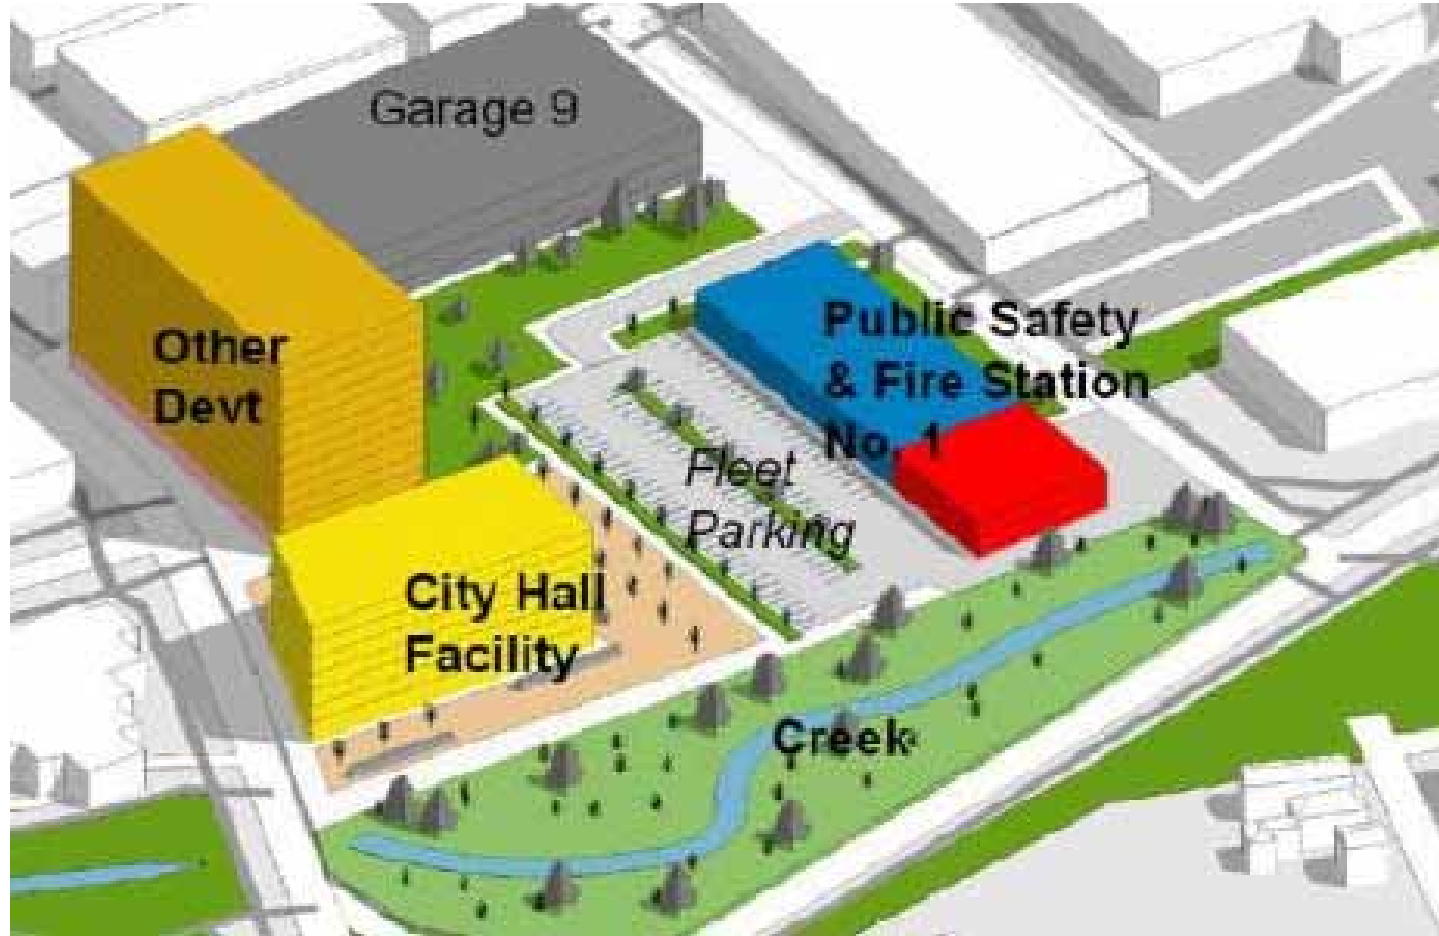 Garage 9
Other
Devt
Public Safety
& Fire Station
No. 1
Fleet
Parking
City Hall
Facility
Creek